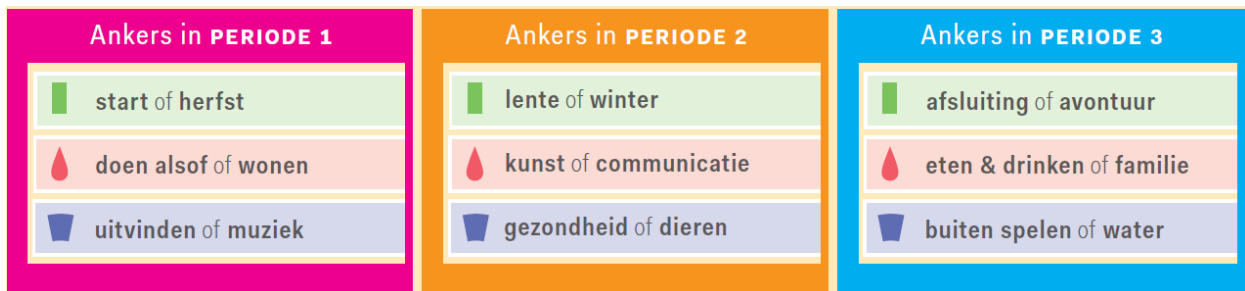 Ankers in PERIODE 1
start of herfst
doen alsof of wonen
uitvinden of muziek
Ankers in PERIODE 2
lente of winter
kunst of communicatie
gezondheid of dieren
Ankers in PERIODE 3
afsluiting of avontuur
eten & drinken of familie
buiten spelen of water